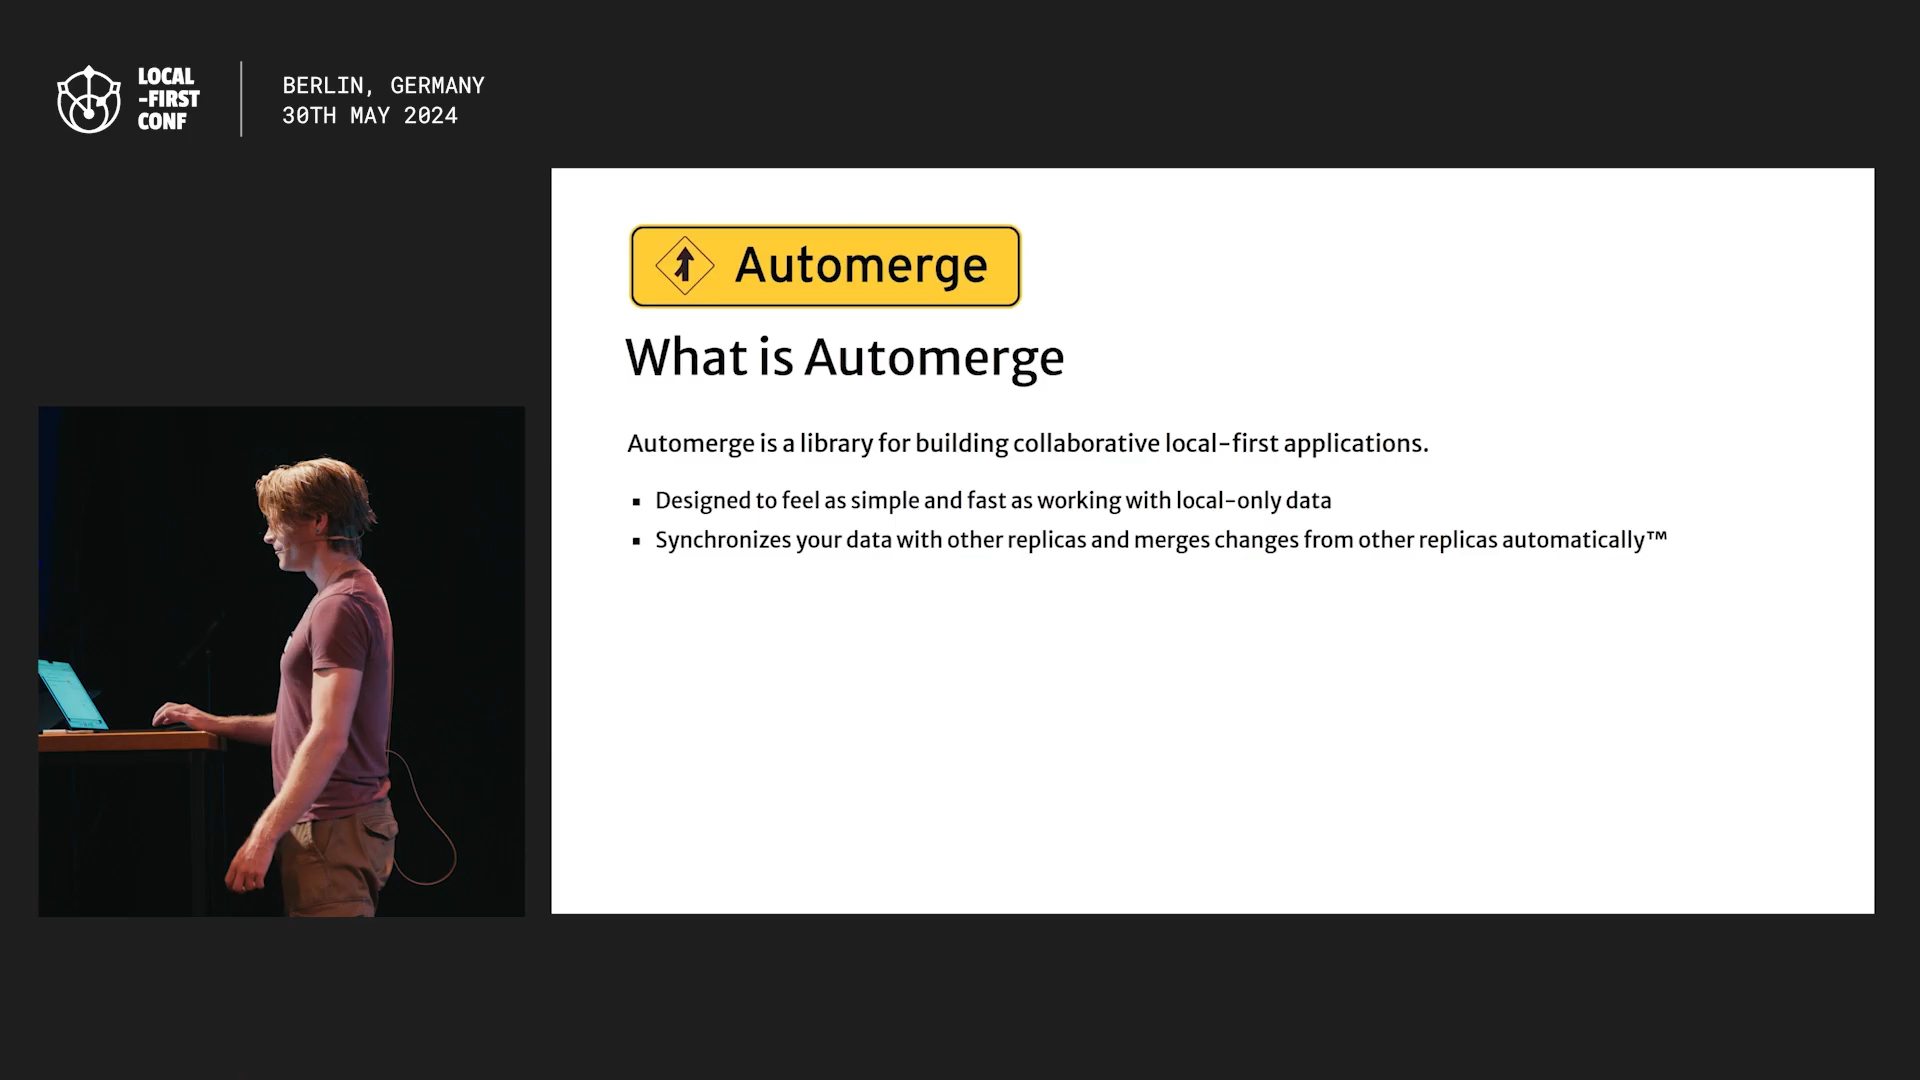 LOCAL
-FIRST
CONF
BERLIN, GERMANY
30TH MAY 2024
Automerge
What is Automerge
Automerge is a library for building collaborative local-first applications.
▪ Designed to feel as simple and fast as working with local-only data
▪ Synchronizes your data with other replicas and merges changes from other replicas automatically™